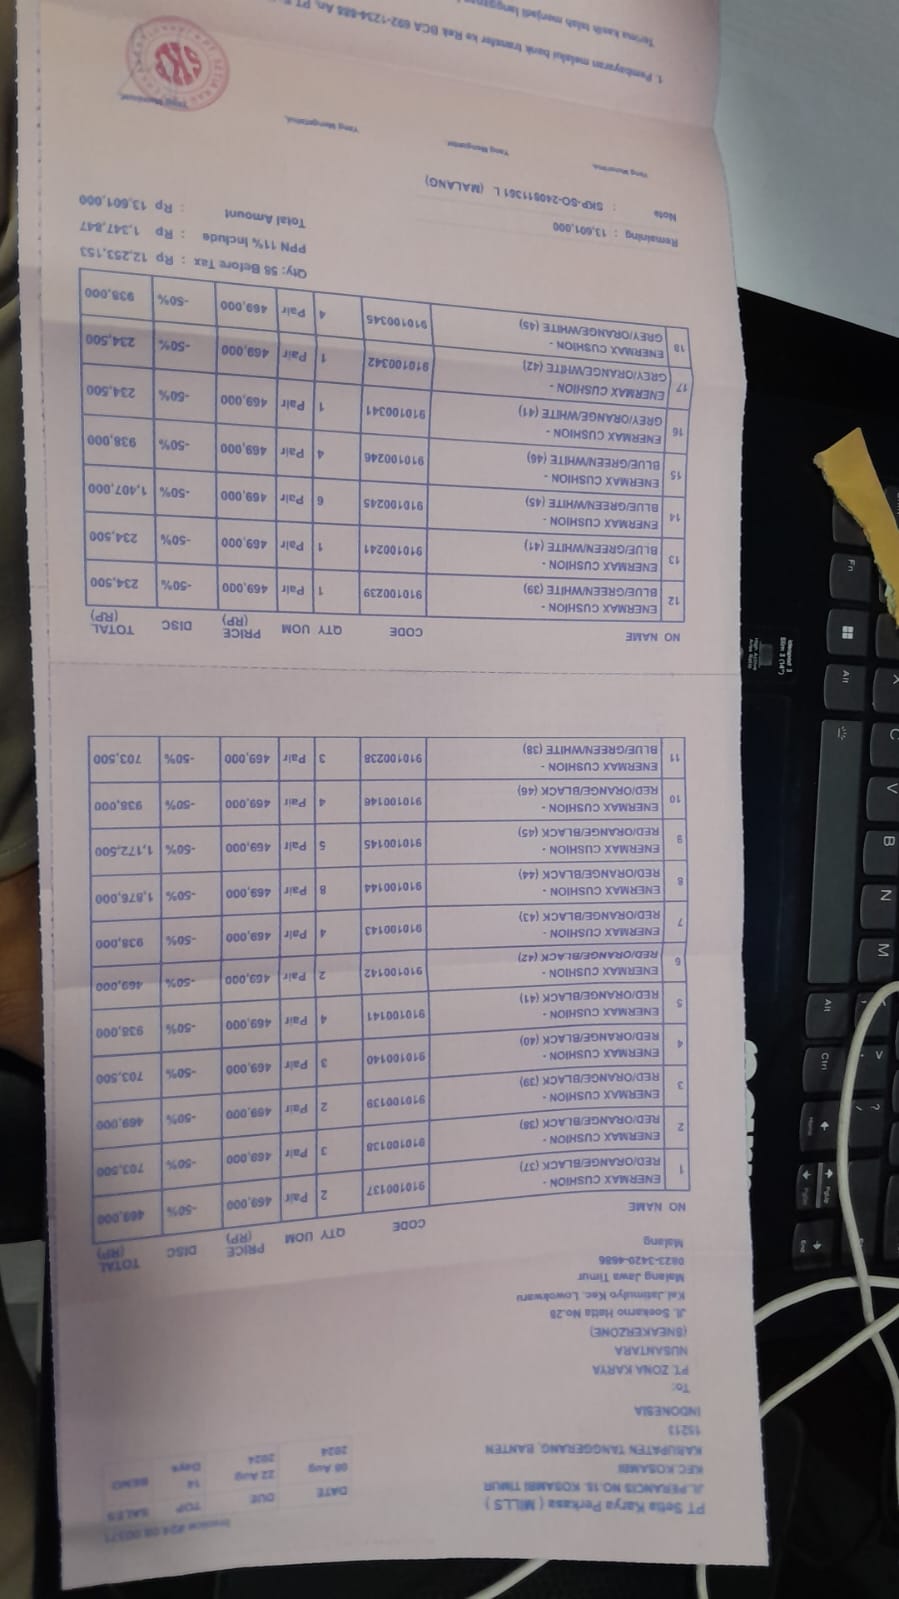 Invoice #24.08.00371
PT Setia Karya Perkasa ( MILLS )
JL.PERANCIS NO.15. KOSAMBI TIMUR
KEC.KOSAMBI
KABUPATEN TANGGERANG, BANTEN
15213
INDONESIA
DATE DUE TOP SALES
08 Aug 2024 22 Aug 2024 14 Days BENO
To:
PT. ZONA KARYA
NUSANTARA
(SNEAKERZONE)
Jl. Soekarno Hatta No.28
Kel.Jatimulyo Kec. Lowokwaru
Malang Jawa Timur
0823-3420-4686
Malang
NO NAME CODE QTY UOM PRICE (RP) DISC TOTAL (RP)
1 ENERMAX CUSHION - RED/ORANGE/BLACK (37) 910100137 2 Pair 469,000 -50% 469,000
2 ENERMAX CUSHION - RED/ORANGE/BLACK (38) 910100138 3 Pair 469,000 -50% 703,500
3 ENERMAX CUSHION - RED/ORANGE/BLACK (39) 910100139 2 Pair 469,000 -50% 469,000
4 ENERMAX CUSHION - RED/ORANGE/BLACK (40) 910100140 3 Pair 469,000 -50% 703,500
5 ENERMAX CUSHION - RED/ORANGE/BLACK (41) 910100141 4 Pair 469,000 -50% 938,000
6 ENERMAX CUSHION - RED/ORANGE/BLACK (42) 910100142 2 Pair 469,000 -50% 469,000
7 ENERMAX CUSHION - RED/ORANGE/BLACK (43) 910100143 4 Pair 469,000 -50% 938,000
8 ENERMAX CUSHION - RED/ORANGE/BLACK (44) 910100144 8 Pair 469,000 -50% 1,876,000
9 ENERMAX CUSHION - RED/ORANGE/BLACK (45) 910100145 5 Pair 469,000 -50% 1,172,500
10 ENERMAX CUSHION - RED/ORANGE/BLACK (46) 910100146 4 Pair 469,000 -50% 938,000
11 ENERMAX CUSHION - BLUE/GREEN/WHITE (38) 910100238 3 Pair 469,000 -50% 703,500
NO NAME CODE QTY UOM PRICE (RP) DISC TOTAL (RP)
12 ENERMAX CUSHION - BLUE/GREEN/WHITE (39) 910100239 1 Pair 469,000 -50% 234,500
13 ENERMAX CUSHION - BLUE/GREEN/WHITE (41) 910100241 1 Pair 469,000 -50% 234,500
14 ENERMAX CUSHION - BLUE/GREEN/WHITE (45) 910100245 6 Pair 469,000 -50% 1,407,000
15 ENERMAX CUSHION - BLUE/GREEN/WHITE (46) 910100246 4 Pair 469,000 -50% 938,000
16 ENERMAX CUSHION - GREY/ORANGE/WHITE (41) 910100341 1 Pair 469,000 -50% 234,500
17 ENERMAX CUSHION - GREY/ORANGE/WHITE (42) 910100342 1 Pair 469,000 -50% 234,500
18 ENERMAX CUSHION - GREY/ORANGE/WHITE (45) 910100345 4 Pair 469,000 -50% 938,000
Qty: 58 Before Tax : Rp 12,253,153
PPN 11% Include : Rp 1,347,847
Total Amount : Rp 13,601,000
Remaining : 13,601,000
Note : SKP-SO-240811361 L (MALANG)
Yang Menerima, Yang Mengantar, Yang Mengetahui,
SKP
1. Pembayaran melalui bank transfer ke Rek BCA 692-1234-888 An. PT
Terima kasih telah menjadi langganan